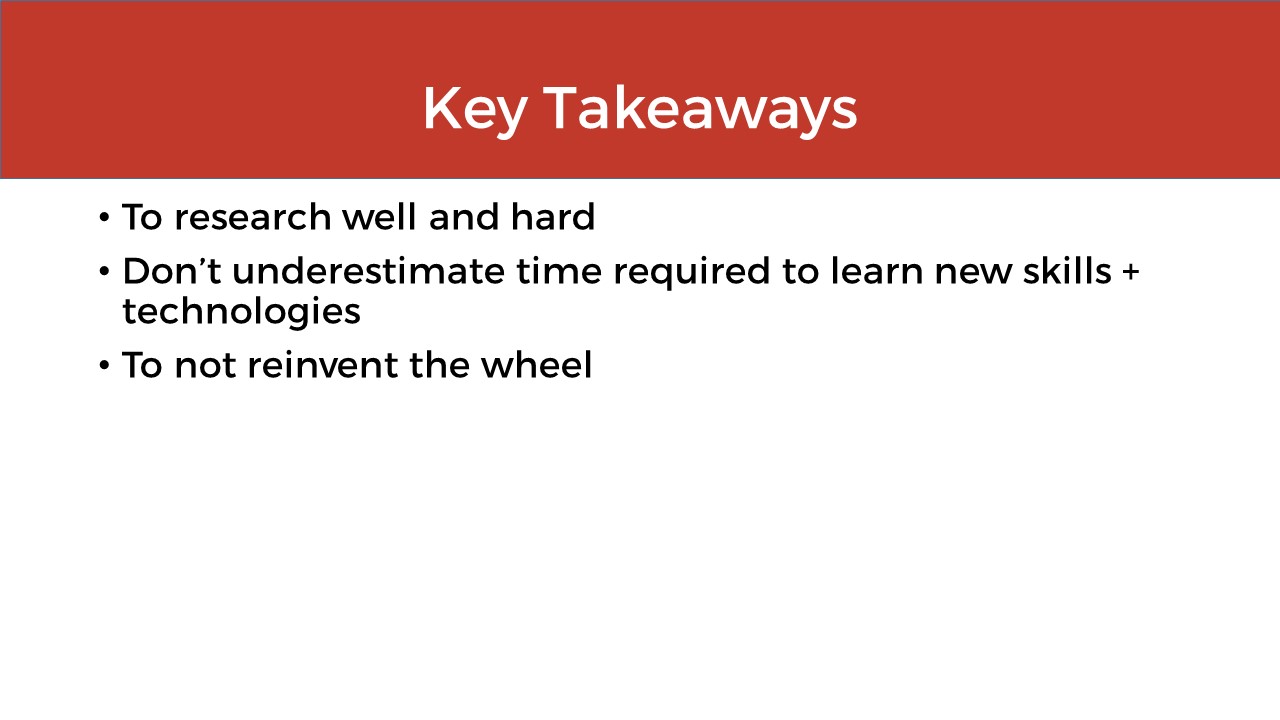 Key Takeaways
• To research well and hard
• Don’t underestimate time required to learn new skills +
technologies
• To not reinvent the wheel